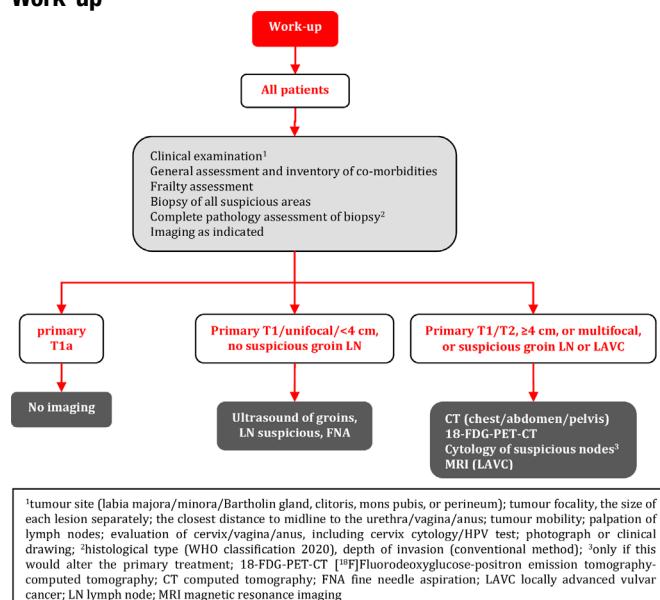 Work-up
Work-up
All patients
Clinical examination1
General assessment and inventory of co-morbidities
Frailty assessment
Biopsy of all suspicious areas
Complete pathology assessment of biopsy2
Imaging as indicated
primary
T1a
Primary T1/unifocal/<4 cm,
no suspicious groin LN
Primary T1/T2, ≥4 cm, or multifocal,
or suspicious groin LN or LAVC
No imaging
Ultrasound of groins,
LN suspicious, FNA
CT (chest/abdomen/pelvis)
18-FDG-PET-CT
Cytology of suspicious nodes3
MRI (LAVC)
1tumour site (labia majora/minora/Bartholin gland, clitoris, mons pubis, or perineum); tumour focality, the size of
each lesion separately; the closest distance to midline to the urethra/vagina/anus; tumour mobility; palpation of
lymph nodes; evaluation of cervix/vagina/anus, including cervix cytology/HPV test; photograph or clinical
drawing; 2histological type (WHO classification 2020), depth of invasion (conventional method); 3only if this
would alter the primary treatment; 18-FDG-PET-CT [18F]Fluorodeoxyglucose-positron emission tomography-
computed tomography; CT computed tomography; FNA fine needle aspiration; LAVC locally advanced vulvar
cancer; LN lymph node; MRI magnetic resonance imaging